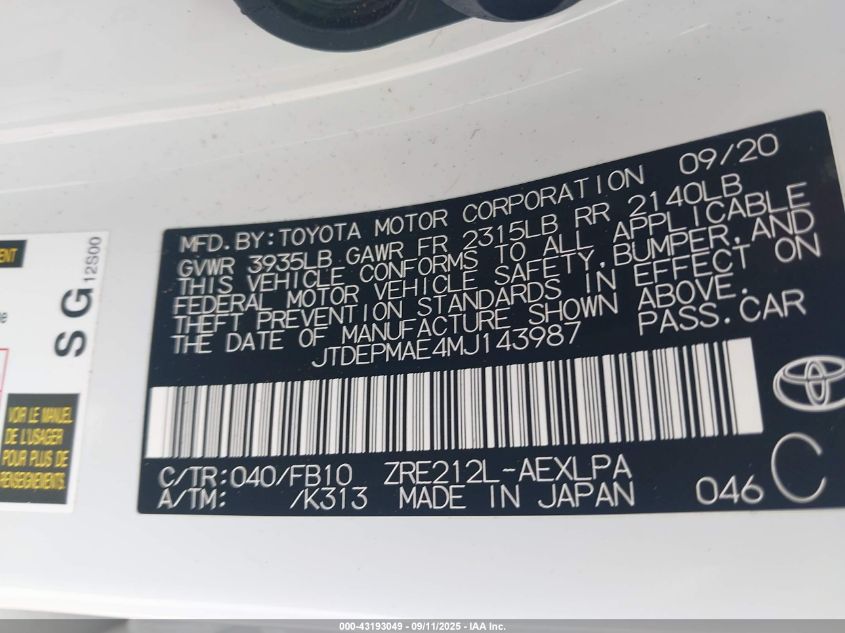 MFD. BY: TOYOTA MOTOR CORPORATION 09/20
GVWR 3935LB GAWR FR 2315LB RR 2140LB
THIS VEHICLE CONFORMS TO ALL APPLICABLE
FEDERAL MOTOR VEHICLE SAFETY, BUMPER, AND
THEFT PREVENTION STANDARDS IN EFFECT ON
THE DATE OF MANUFACTURE SHOWN ABOVE.
JTDEPMAE4MJ143987 PASS. CAR
C/TR: 040/FB10 ZRE212L-AEXLPA
A/TM: /K313 MADE IN JAPAN 046 C
SG
12S00
VOIR LE MANUEL
DE L'USAGER
POUR PLUS DE
RENSEIGNEMENTS.
000-43193049 - 09/11/2025 - IAA Inc.